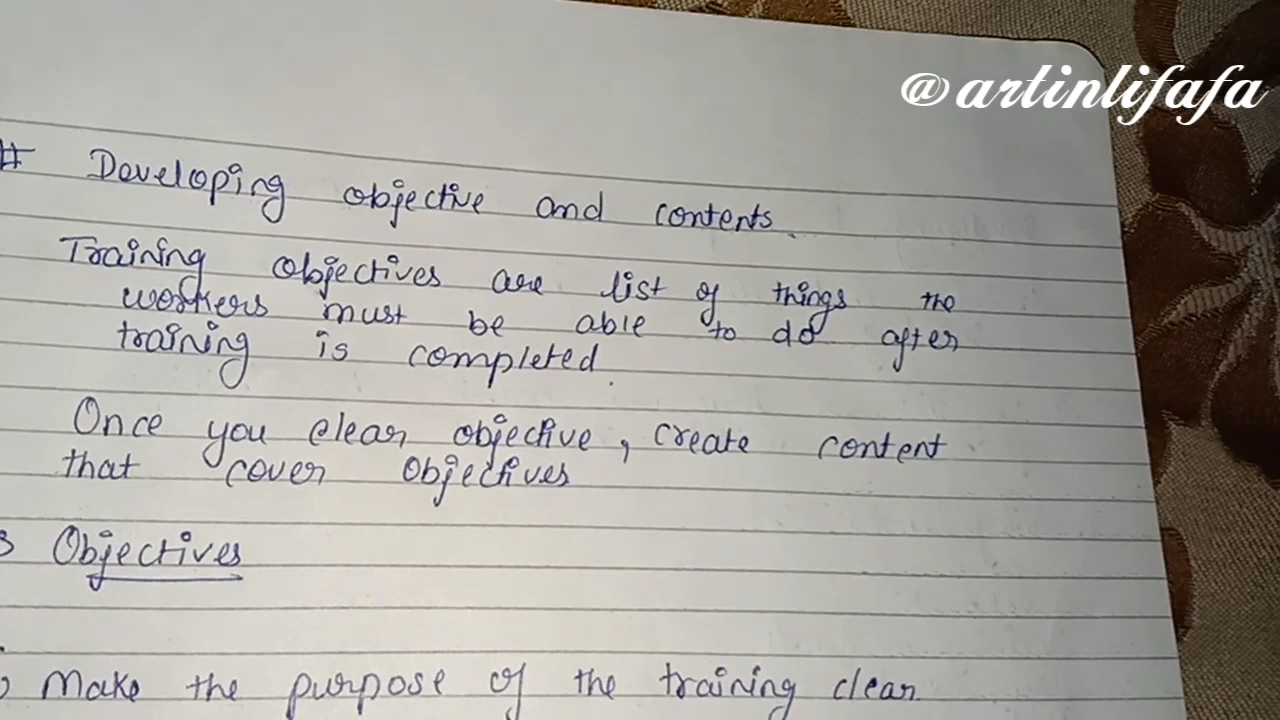 @artinlifafa
# Developing objective and contents.
Training objectives are list of things the
workers must be able to do after
training is completed.
Once you clear objective, create content
that cover objectives
Objectives
Make the purpose of the training clear